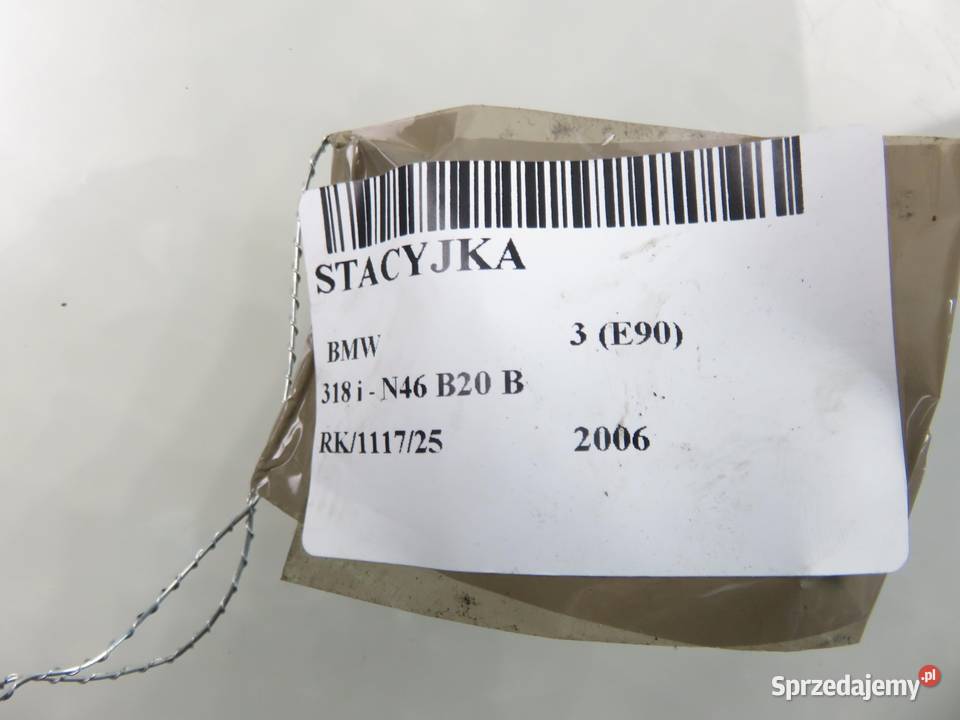 STACYJKA
BMW 3 (E90)
318 i - N46 B20 B
RK/1117/25 2006
Sprzedajemy.pl